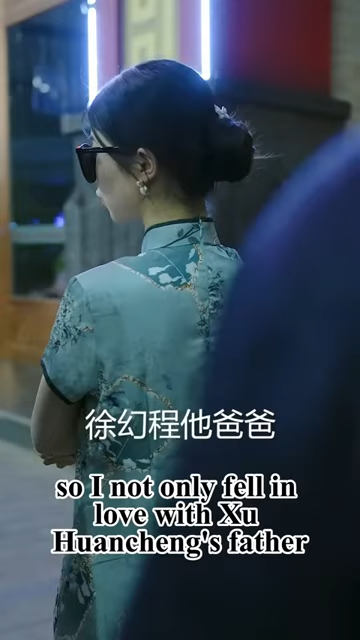 徐幻程他爸爸
so I not only fell in
love with Xu
Huancheng's father